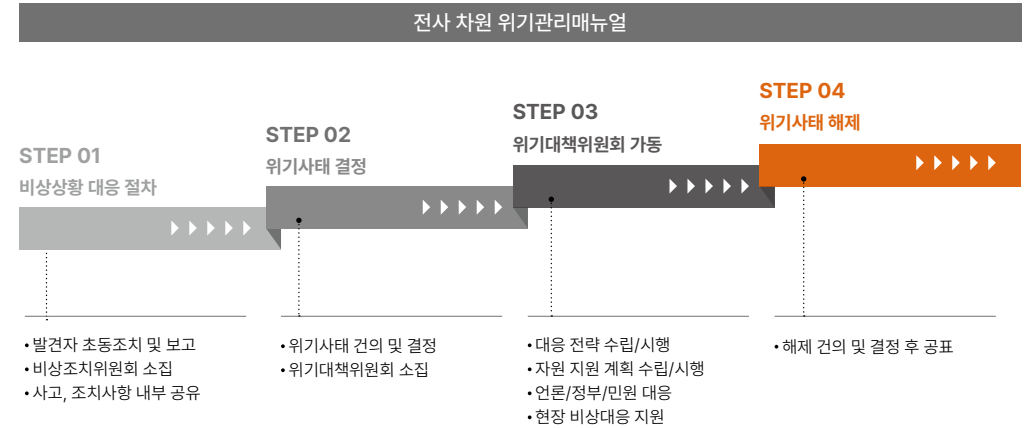 전사 차원 위기관리매뉴얼
STEP 01
비상상황 대응 절차
• 발견자 초동조치 및 보고
• 비상조치위원회 소집
• 사고, 조치사항 내부 공유
STEP 02
위기사태 결정
• 위기사태 건의 및 결정
• 위기대책위원회 소집
STEP 03
위기대책위원회 가동
• 대응 전략 수립/시행
• 자원 지원 계획 수립/시행
• 언론/정부/민원 대응
• 현장 비상대응 지원
STEP 04
위기사태 해제
• 해제 건의 및 결정 후 공표